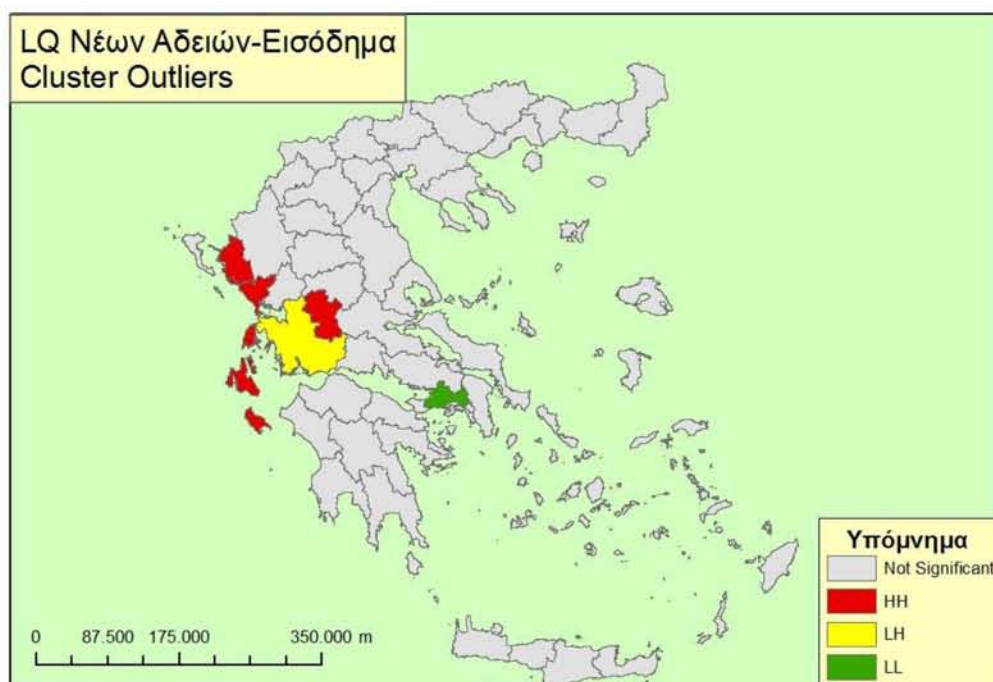 LQ Νέων Αδειών-Εισόδημα
Cluster Outliers
Υπόμνημα
Not Significant
HH
LH
LL
0 87.500 175.000 350.000 m